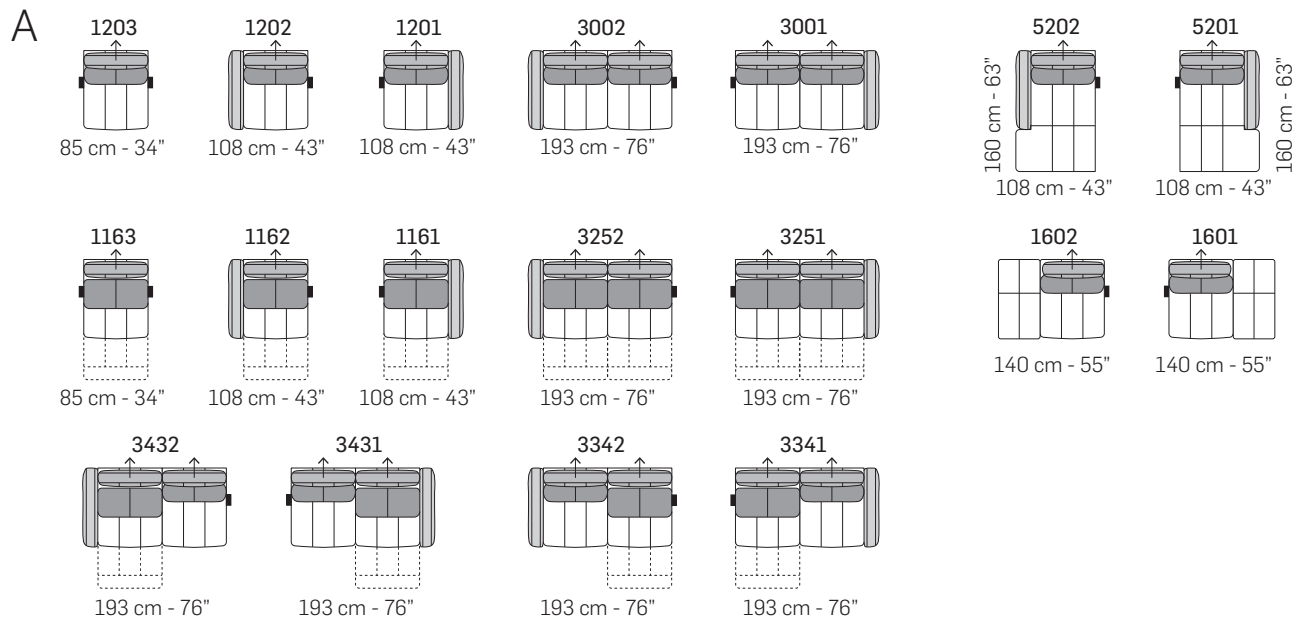 A
1203 1202 1201 3002 3001 5202 5201
160 cm - 63”
160 cm - 63”
85 cm - 34” 108 cm - 43” 108 cm - 43” 193 cm - 76” 193 cm - 76”
108 cm - 43” 108 cm - 43”
1163 1162 1161 3252 3251 1602 1601
140 cm - 55” 140 cm - 55”
85 cm - 34” 108 cm - 43” 108 cm - 43” 193 cm - 76” 193 cm - 76”
3432 3431 3342 3341
193 cm - 76” 193 cm - 76” 193 cm - 76” 193 cm - 76”